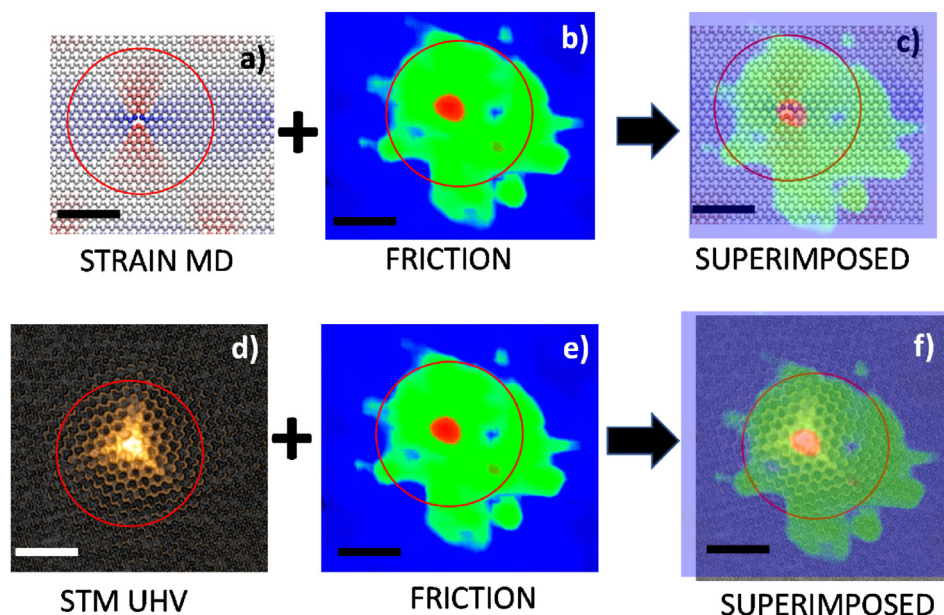 a)
b)
c)
STRAIN MD
FRICTION
SUPERIMPOSED
d)
e)
f)
STM UHV
FRICTION
SUPERIMPOSED